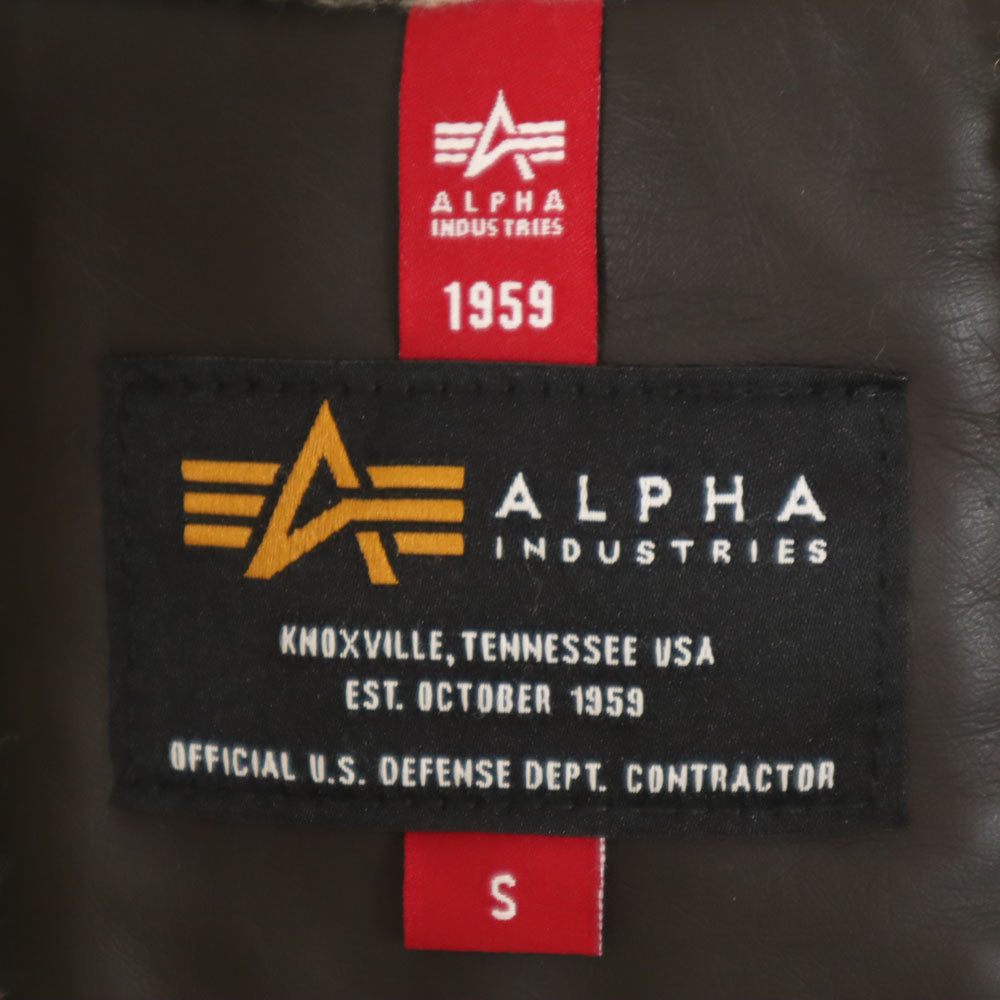 ALPHA
INDUSTRIES
1959
ALPHA
INDUSTRIES
KNOXVILLE, TENNESSEE USA
EST. OCTOBER 1959
OFFICIAL U.S. DEFENSE DEPT. CONTRACTOR
S